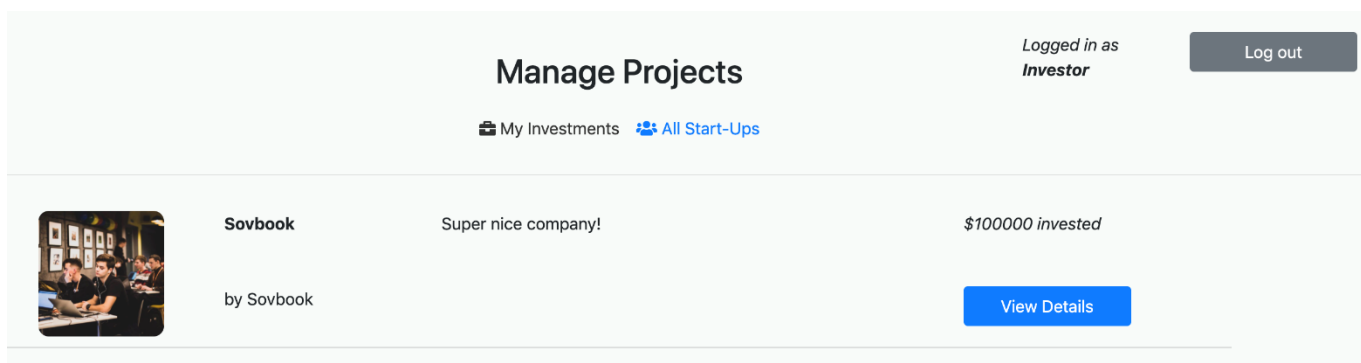 Logged in as
Investor
Log out
Manage Projects
My Investments All Start-Ups
Sovbook
Super nice company!
$100000 invested
by Sovbook
View Details